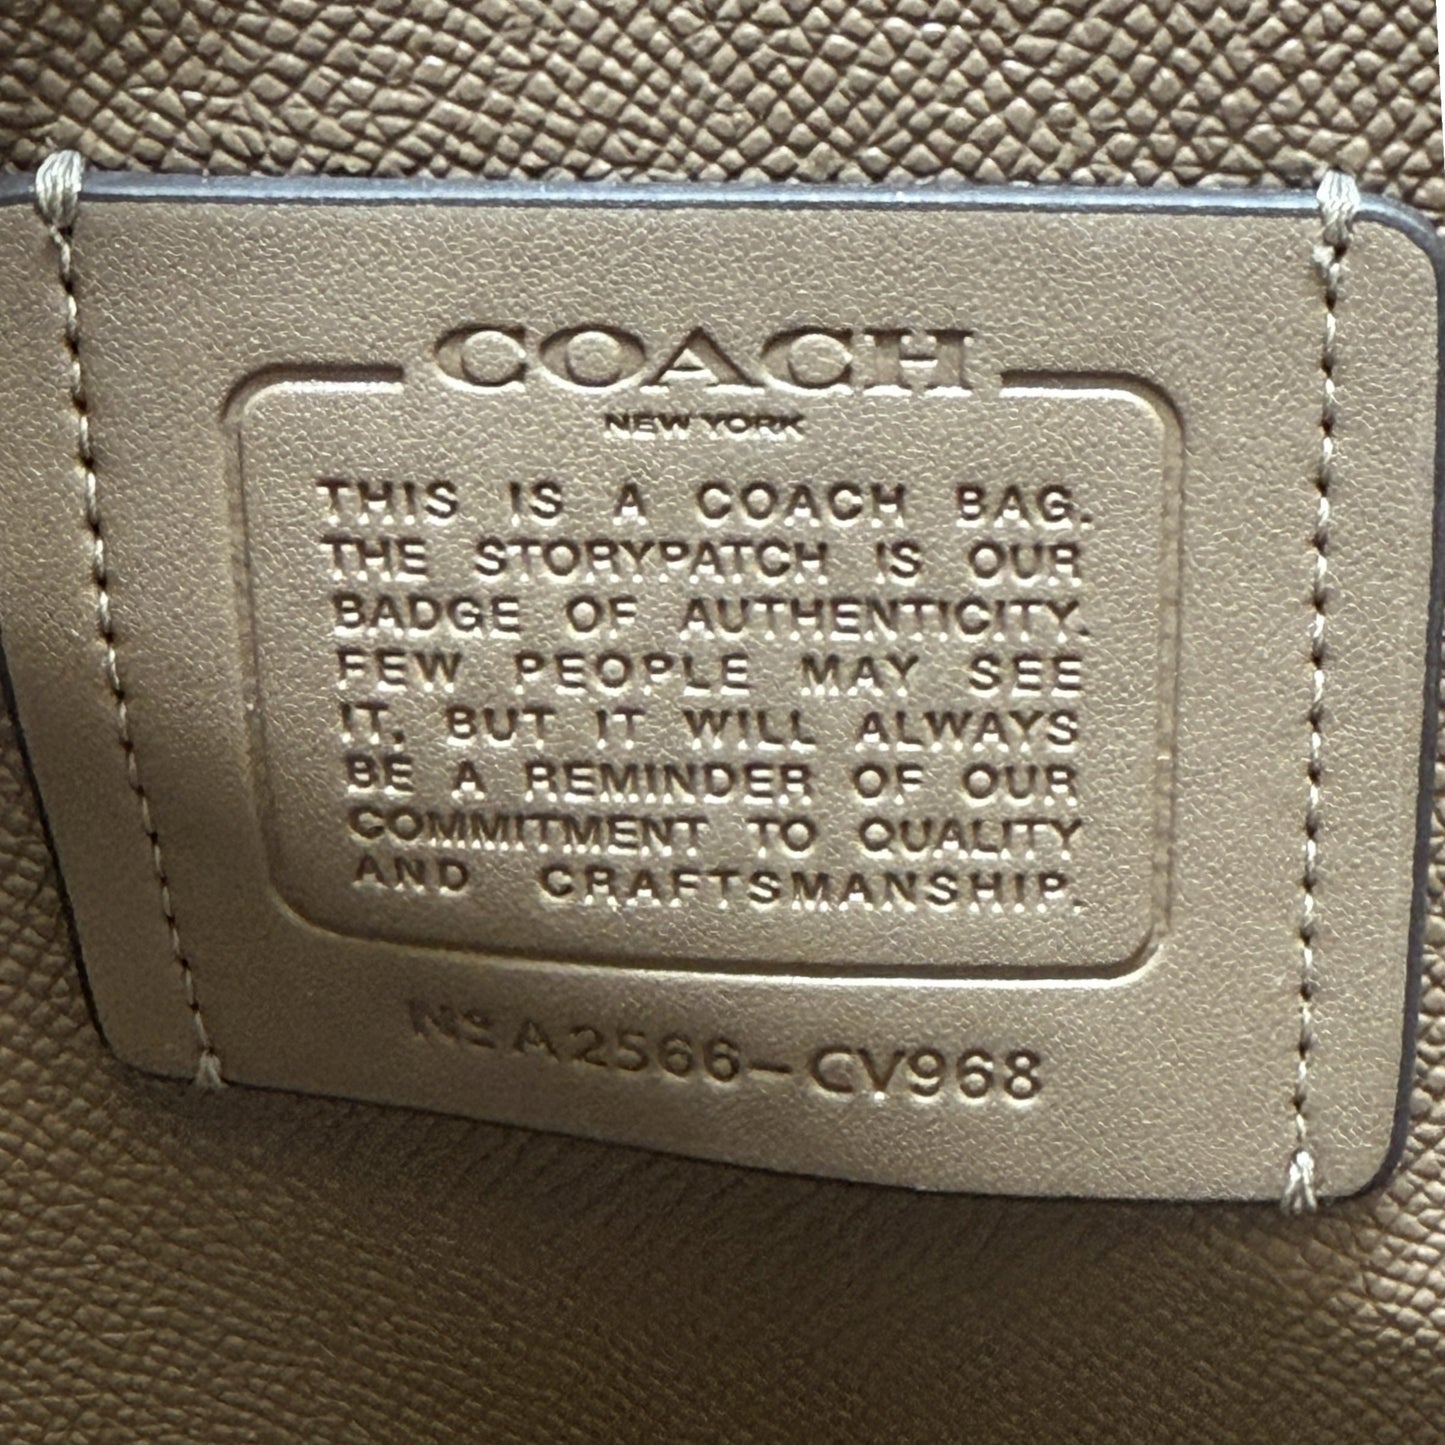 COACH
NEW YORK
THIS IS A COACH BAG.
THE STORYPATCH IS OUR
BADGE OF AUTHENTICITY.
FEW PEOPLE MAY SEE
IT, BUT IT WILL ALWAYS
BE A REMINDER OF OUR
COMMITMENT TO QUALITY
AND CRAFTSMANSHIP.
Nº A2566-CV968